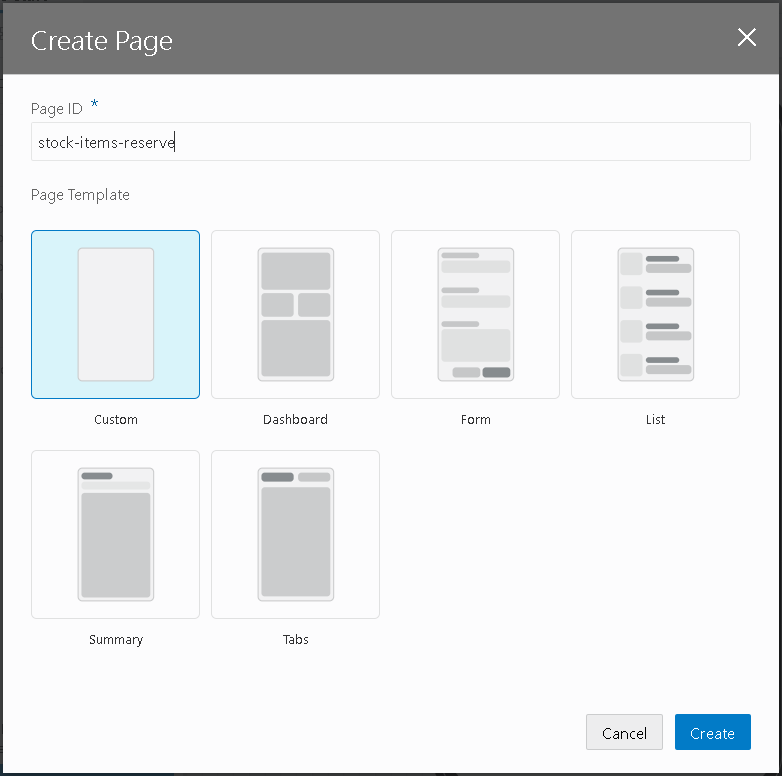 Create Page
Page ID *
stock-items-reserve
Page Template
Custom
Dashboard
Form
List
Summary
Tabs
Cancel
Create